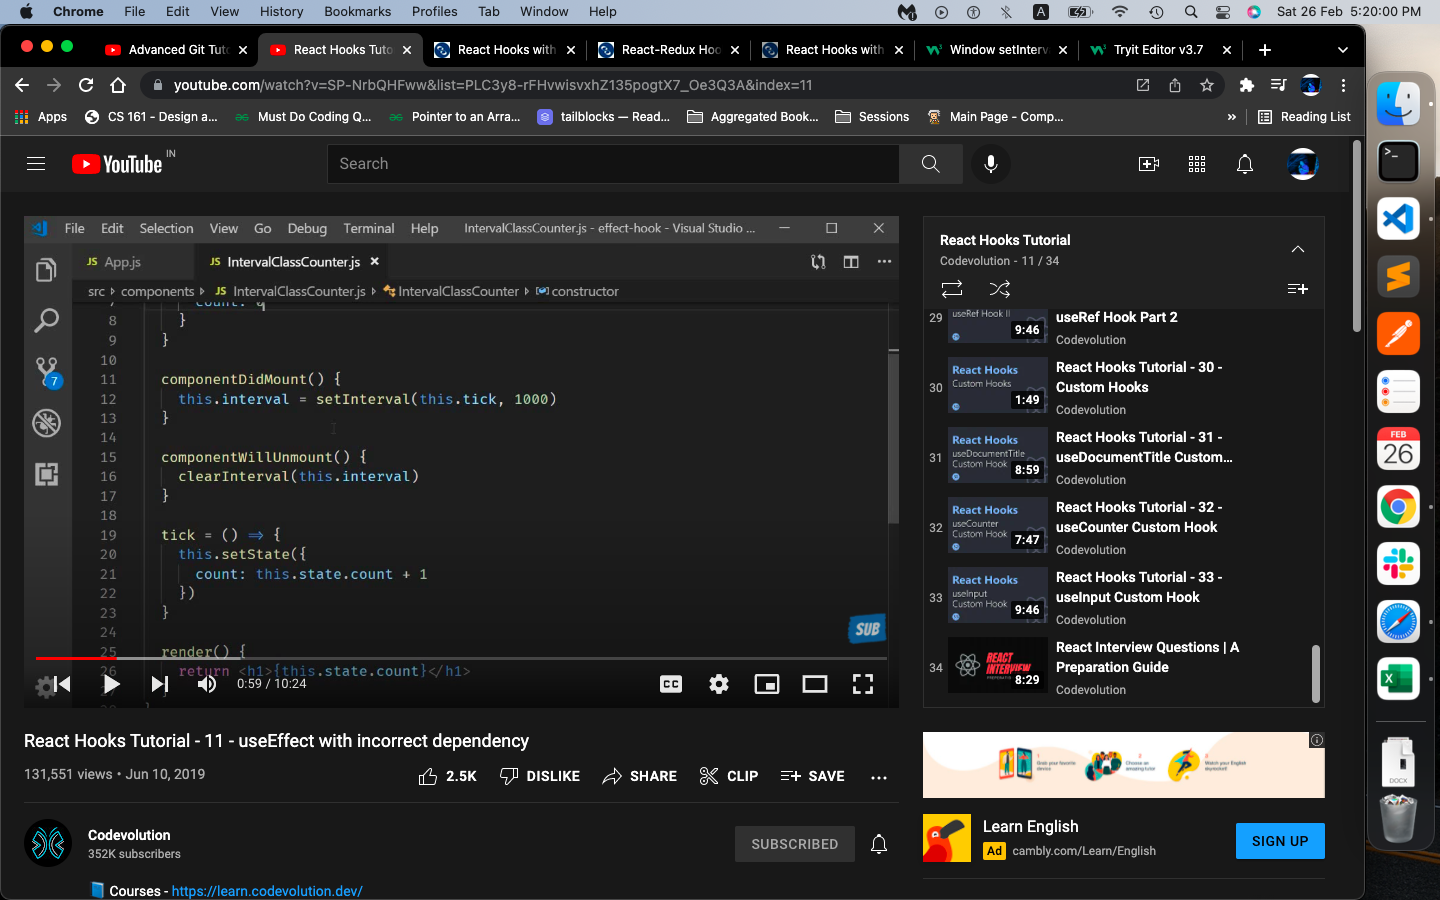 Chrome File Edit View History Bookmarks Profiles Tab Window Help A Sat 26 Feb 5:20:00 PM
Advanced Git Tut × React Hooks Tuto × React Hooks with × React-Redux Hoo × React Hooks with × Window setInterv × Tryit Editor v3.7 ×
youtube.com/watch?v=SP-NrbQHFww&list=PLC3y8-rFHvwisvxhZ135pogtX7_Oe3Q3A&index=11
Apps CS 161 - Design a... Must Do Coding Q... Pointer to an Arra... tailblocks — Read... Aggregated Book... Sessions Main Page - Comp... » Reading List
YouTube IN
Search
File Edit Selection View Go Debug Terminal Help IntervalClassCounter.js - effect-hook - Visual Studio ...
JS App.js JS IntervalClassCounter.js ×
src › components › JS IntervalClassCounter.js › IntervalClassCounter › constructor
8 }
9 }
10
11 componentDidMount() {
12 this.interval = setInterval(this.tick, 1000)
13 }
14
15 componentWillUnmount() {
16 clearInterval(this.interval)
17 }
18
19 tick = () => {
20 this.setState({
21 count: this.state.count + 1
22 })
23 }
24
25 render() {
26 return <h1>{this.state.count}</h1>
7
SUB
0:59 / 10:24
CC
React Hooks Tutorial - 11 - useEffect with incorrect dependency
131,551 views • Jun 10, 2019
2.5K DISLIKE SHARE CLIP SAVE ...
Codevolution
352K subscribers
SUBSCRIBED
Courses - https://learn.codevolution.dev/
React Hooks Tutorial
Codevolution - 11 / 34
29 useRef Hook II 9:46 useRef Hook Part 2
Codevolution
30 React Hooks Custom Hooks 1:49 React Hooks Tutorial - 30 -
Custom Hooks
Codevolution
31 React Hooks useDocumentTitle Custom Hook 8:59 React Hooks Tutorial - 31 -
useDocumentTitle Custom...
Codevolution
32 React Hooks useCounter Custom Hook 7:47 React Hooks Tutorial - 32 -
useCounter Custom Hook
Codevolution
33 React Hooks useInput Custom Hook 9:46 React Hooks Tutorial - 33 -
useInput Custom Hook
Codevolution
34 REACT INTERVIEW 8:29 React Interview Questions | A
Preparation Guide
Codevolution
Learn English
Ad cambly.com/Learn/English
SIGN UP
FEB
26
DOCX